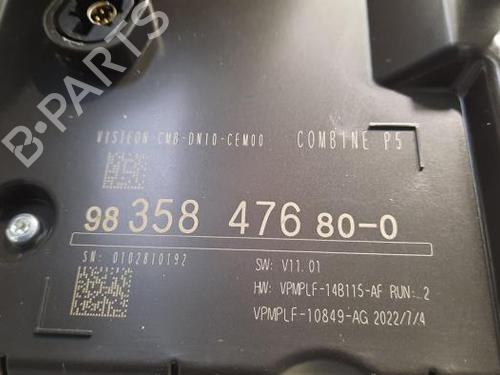 B-PARTS
VISTEON CMB-DN10-CEM00 COMBINE P5
98 358 476 80-0
SN: 0102810192
SW: V11.01
HW: VPMPLF-14B115-AF RUN: 2
VPMPLF-10849-AG 2022/7/4